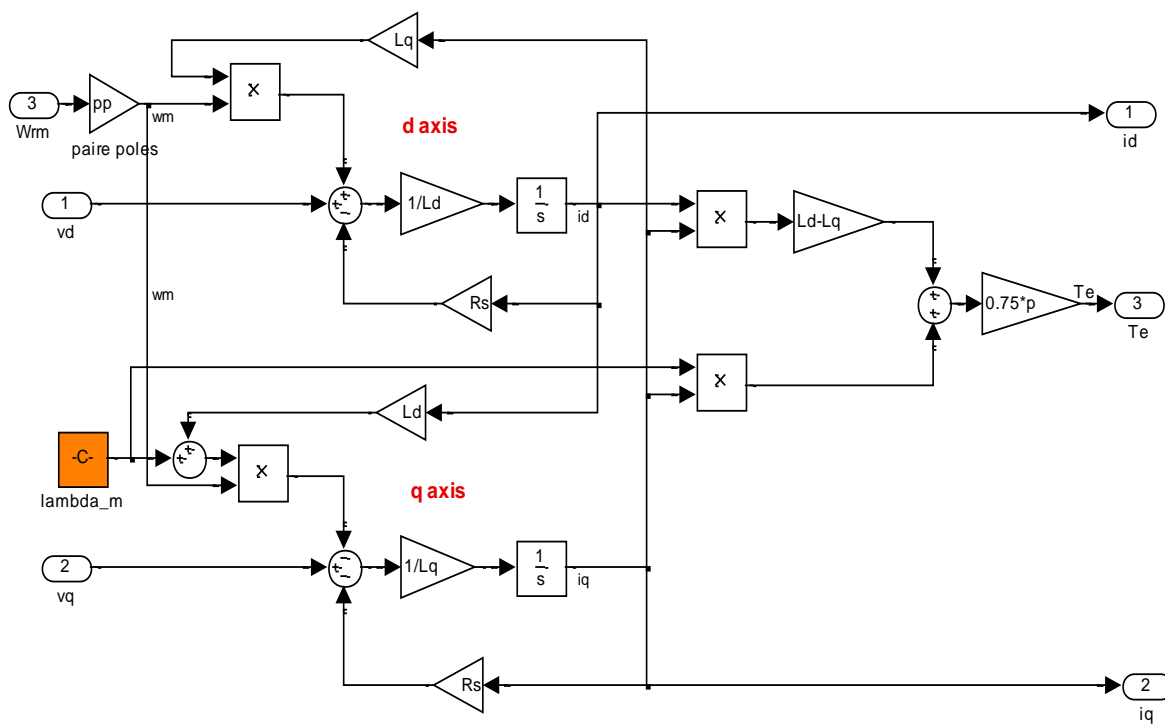 Lq
3
Wrm
pp
paire poles
wm
x
d axis
1
id
1
vd
1/Ld
1
s
id
x
Ld-Lq
wm
Rs
0.75*p
Te
3
Te
x
Ld
-C-
lambda_m
x
q axis
2
vq
1/Lq
1
s
iq
Rs
2
iq